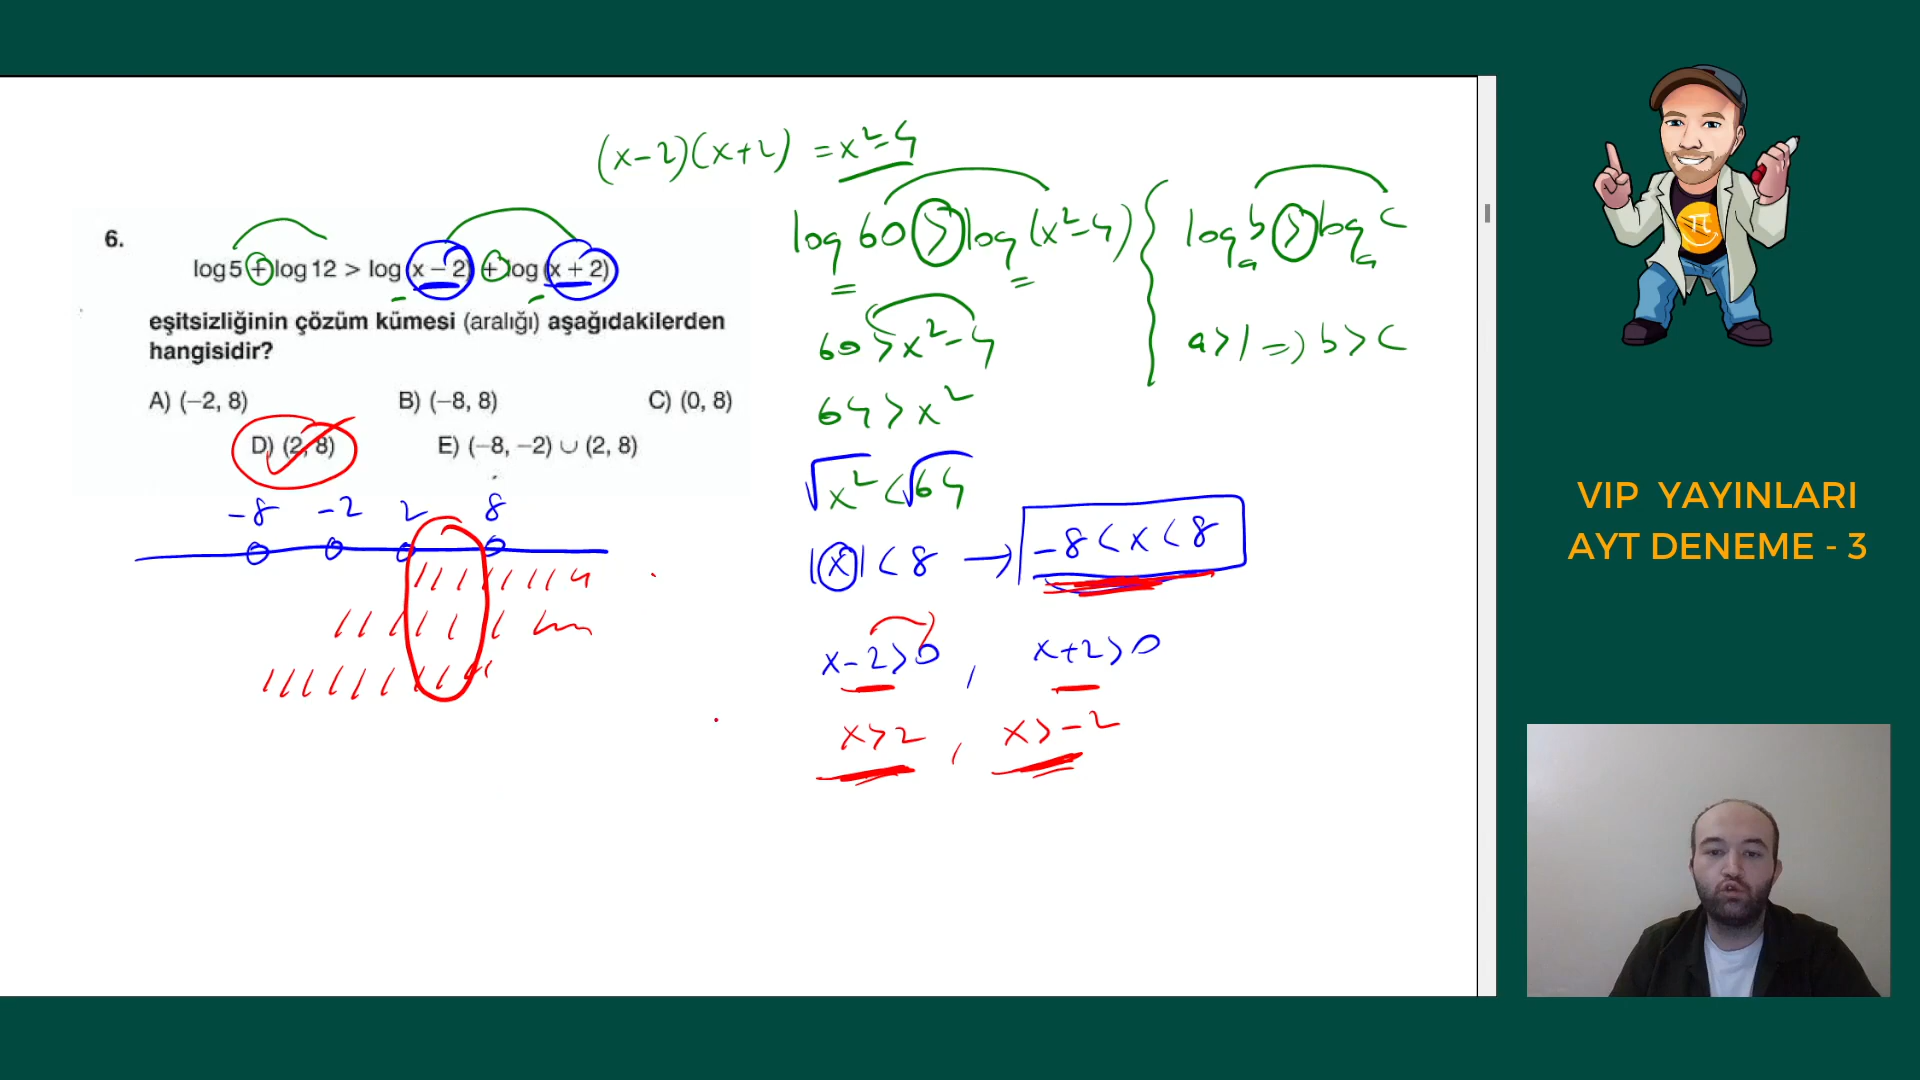 (x-2)(x+2) = x²-4
6.
log5 + log12 > log(x − 2) + log(x + 2)
eşitsizliğinin çözüm kümesi (aralığı) aşağıdakilerden
hangisidir?
A) (−2, 8) B) (−8, 8) C) (0, 8)
D) (2, 8) E) (−8, −2) ∪ (2, 8)
-8 -2 2 8
log 60 > log (x²-4)
60 > x²-4
64 > x²
√x² < √64
|x| < 8 → -8 < x < 8
x-2>0 , x+2>0
x>2 , x>-2
logₐb > logₐc
a>1 => b>c
π
VIP YAYINLARI
AYT DENEME - 3